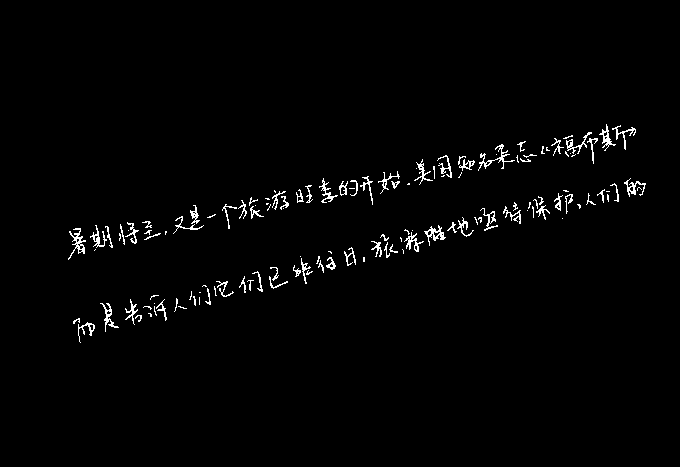 暑期将至,又是一个旅游旺季的开始.美国知名杂志《福布斯》
而是告诉人们它们已非往日,旅游胜地亟待保护,人们的